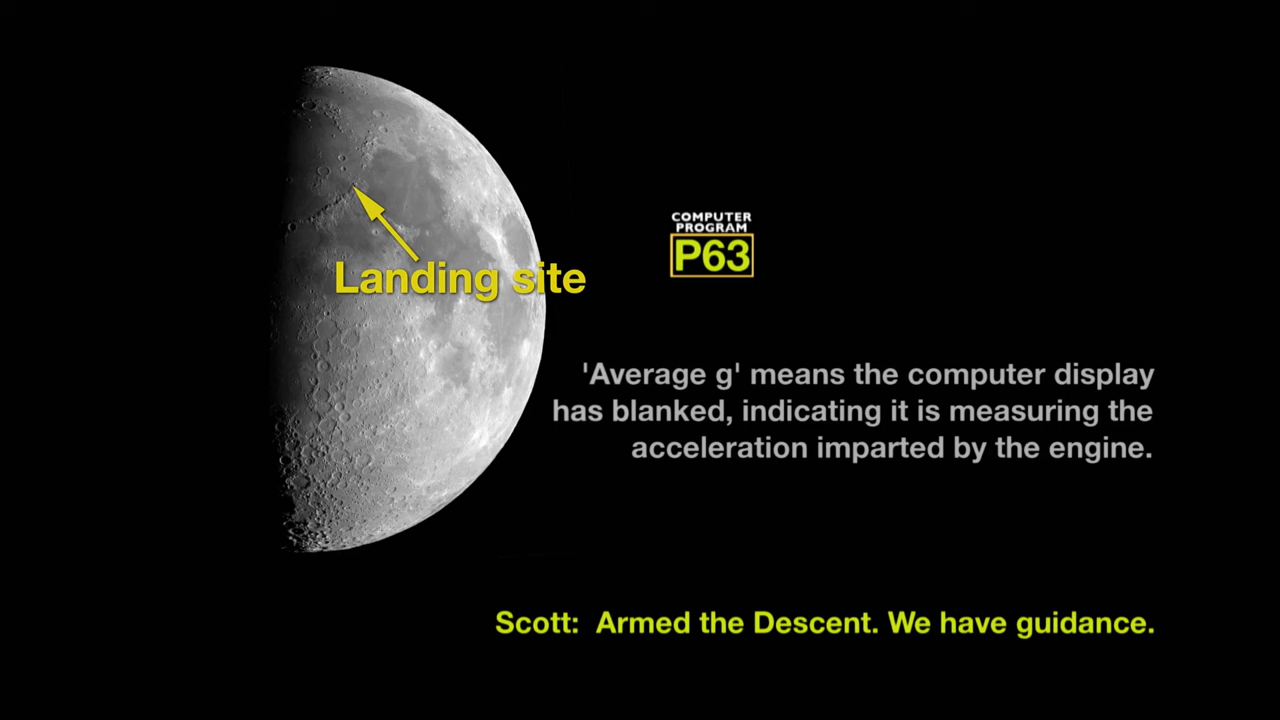 COMPUTER
PROGRAM
P63
Landing site
'Average g' means the computer display
has blanked, indicating it is measuring the
acceleration imparted by the engine.
Scott:  Armed the Descent. We have guidance.